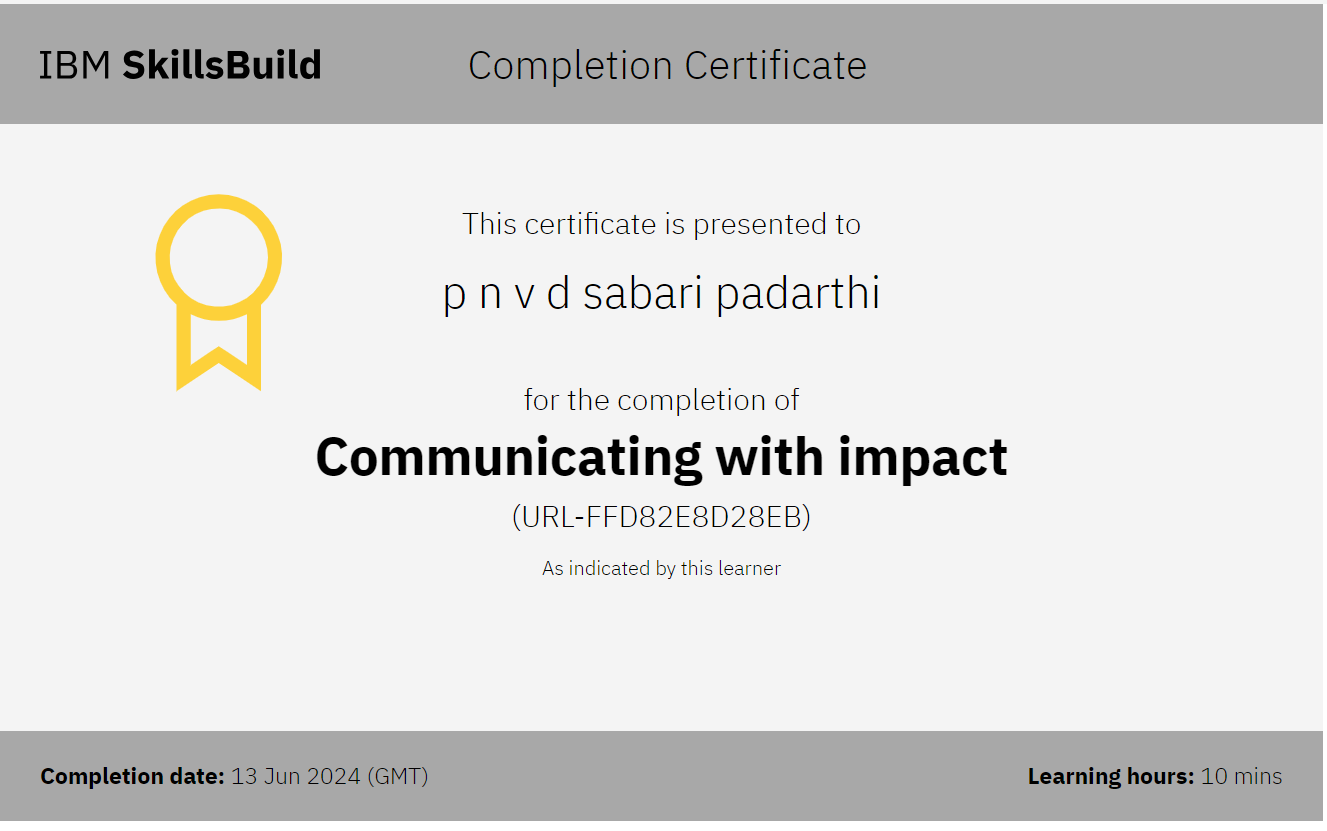 IBM SkillsBuild
Completion Certificate
This certificate is presented to
p n v d sabari padarthi
for the completion of
Communicating with impact
(URL-FFD82E8D28EB)
As indicated by this learner
Completion date: 13 Jun 2024 (GMT)
Learning hours: 10 mins